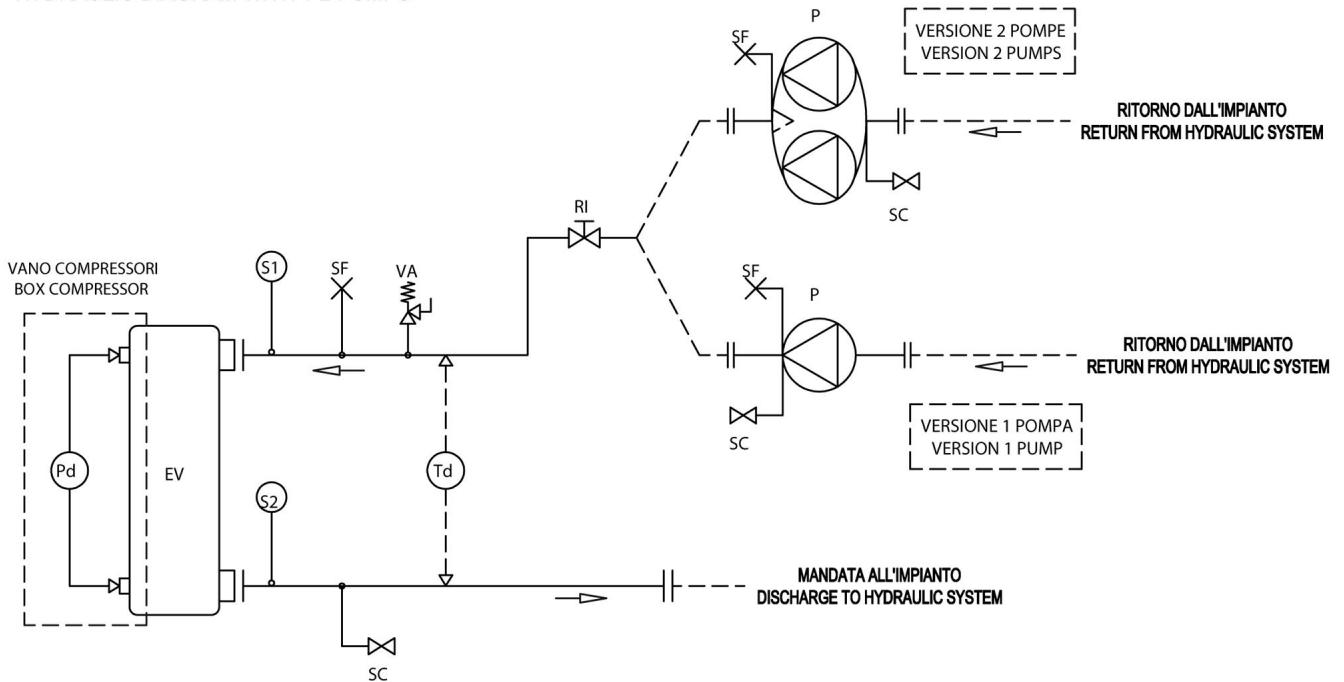 P
SF
VERSIONE 2 POMPE
VERSION 2 PUMPS
RITORNO DALL'IMPIANTO
RETURN FROM HYDRAULIC SYSTEM
SC
RI
VANO COMPRESSORI
BOX COMPRESSOR
S1
SF
VA
SF
P
RITORNO DALL'IMPIANTO
RETURN FROM HYDRAULIC SYSTEM
SC
VERSIONE 1 POMPA
VERSION 1 PUMP
Pd
EV
Td
S2
MANDATA ALL'IMPIANTO
DISCHARGE TO HYDRAULIC SYSTEM
SC